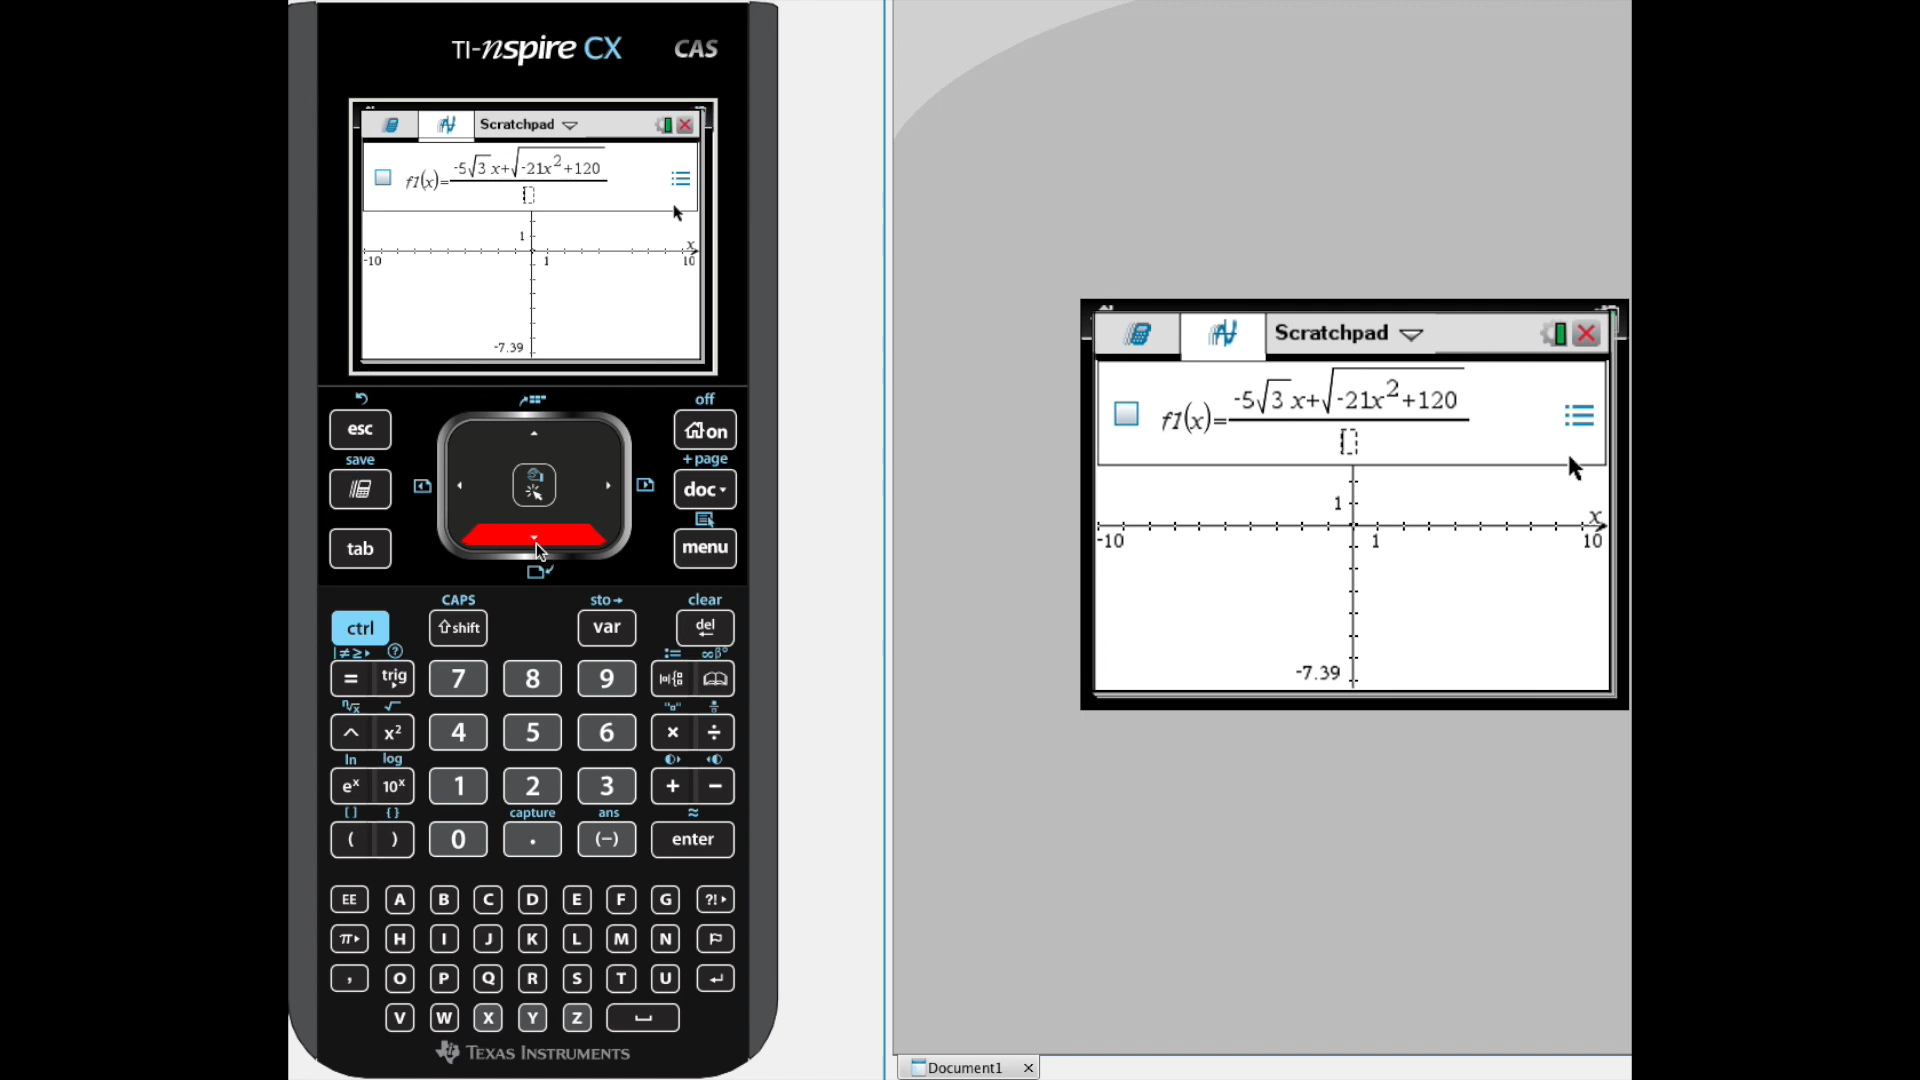 TI-nspire CX CAS
Scratchpad
f1(x)=-5√3 x+√-21x²+120
1
x
-10 1 10
-7.39
off
esc
on
save
+ page
doc
tab
menu
CAPS
sto→
clear
ctrl
shift
var
del
| ≠ ≥ ▸ ?
:= ∞β°
=
trig
7
8
9
ⁿ√x √
^
x²
4
5
6
×
÷
ln
log
eˣ
10ˣ
1
2
3
+
−
[ ]
{ }
capture
ans
≈
(
)
0
.
(−)
enter
EE A B C D E F G ?!▸
π▸ H I J K L M N
, O P Q R S T U ↵
V W X Y Z
TEXAS INSTRUMENTS
Scratchpad
f1(x)=-5√3 x+√-21x²+120
1
x
-10 1 10
-7.39
Document1